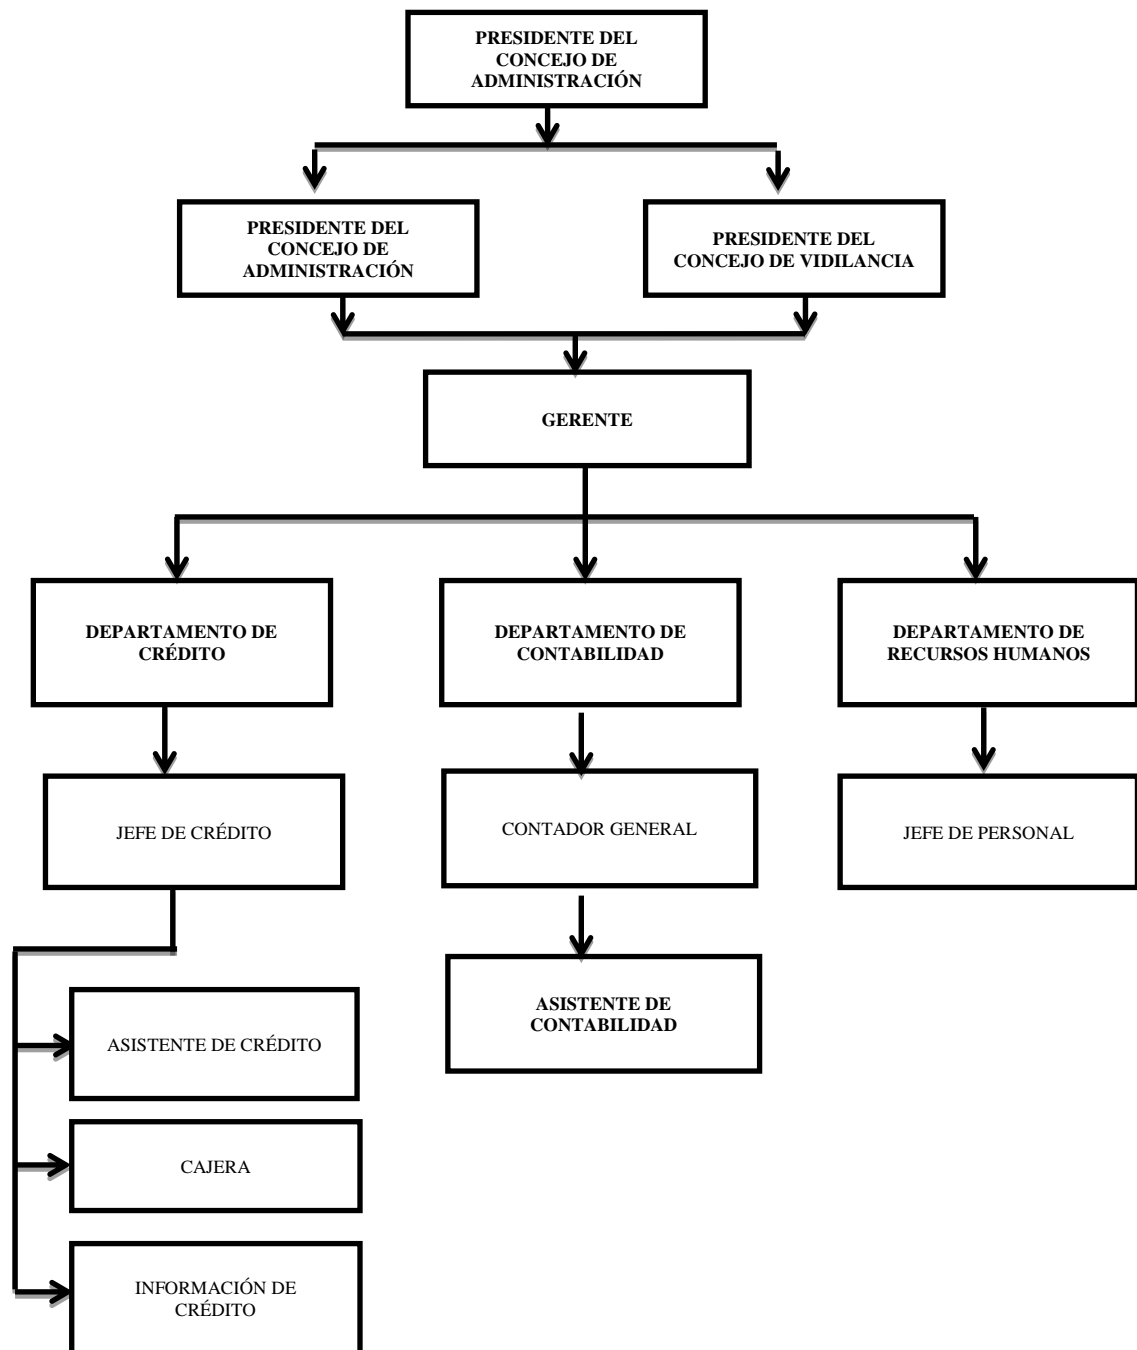 PRESIDENTE DEL
CONCEJO DE
ADMINISTRACIÓN
PRESIDENTE DEL
CONCEJO DE
ADMINISTRACIÓN
PRESIDENTE DEL
CONCEJO DE VIDILANCIA
GERENTE
DEPARTAMENTO DE
CRÉDITO
DEPARTAMENTO DE
CONTABILIDAD
DEPARTAMENTO DE
RECURSOS HUMANOS
JEFE DE CRÉDITO
CONTADOR GENERAL
JEFE DE PERSONAL
ASISTENTE DE CRÉDITO
ASISTENTE DE
CONTABILIDAD
CAJERA
INFORMACIÓN DE
CRÉDITO